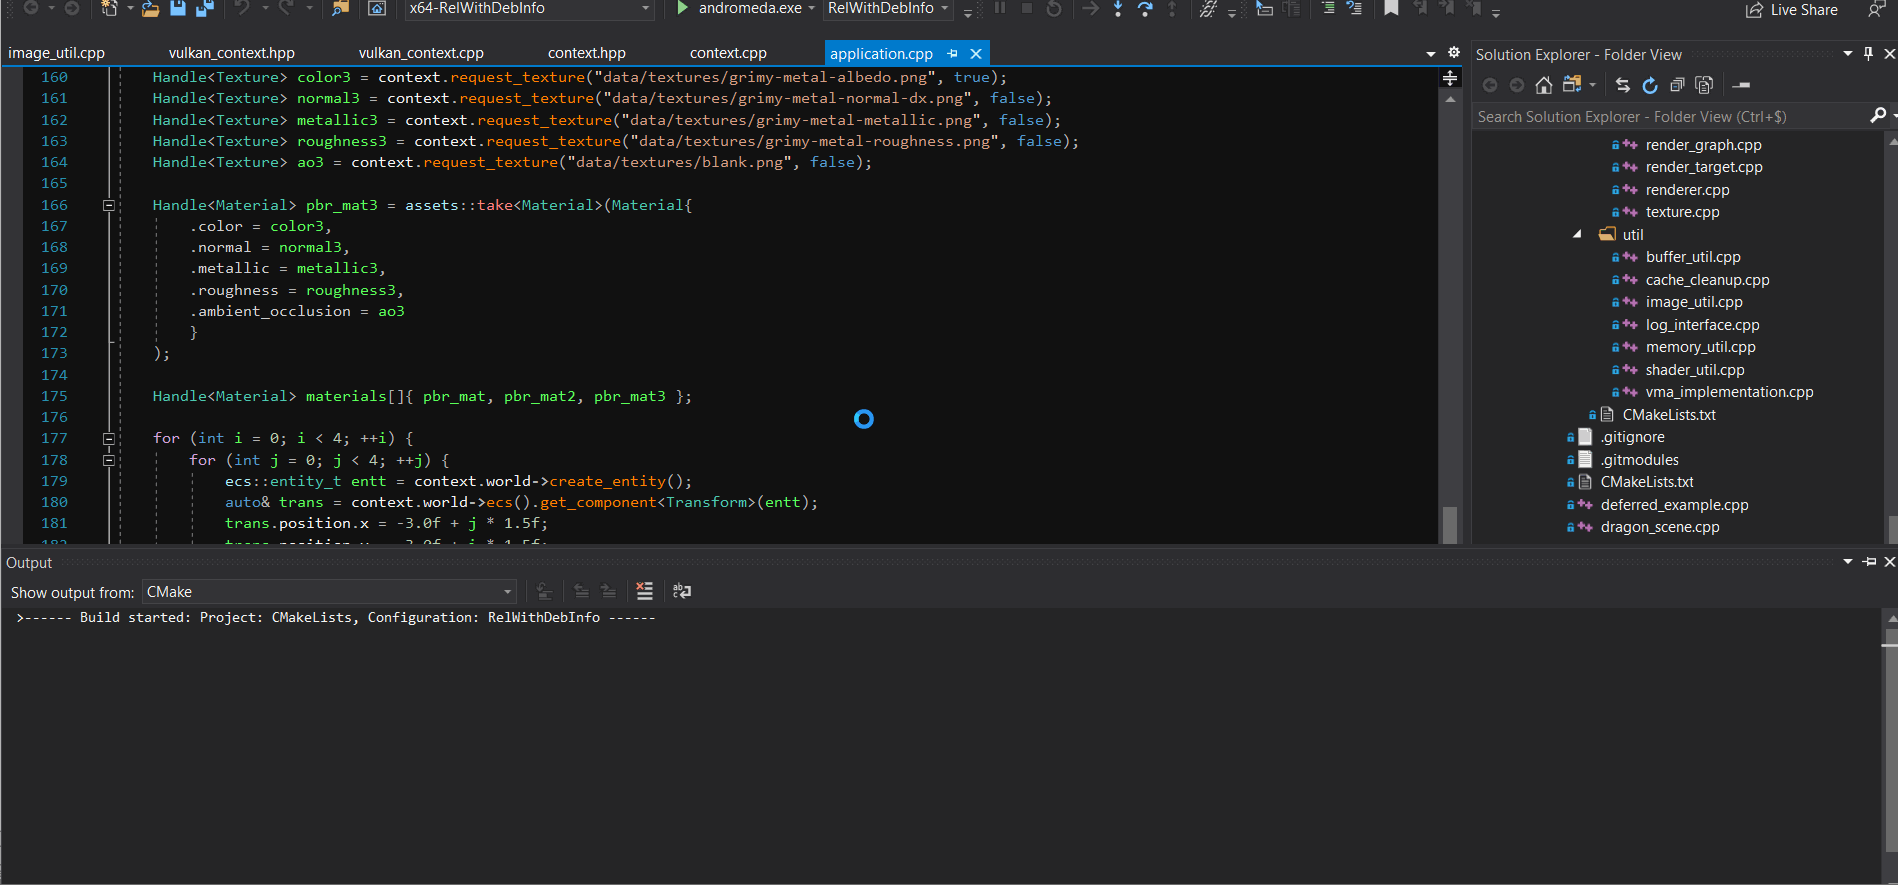 x64-RelWithDebInfo andromeda.exe RelWithDebInfo Live Share
image_util.cpp vulkan_context.hpp vulkan_context.cpp context.hpp context.cpp application.cpp
160 Handle<Texture> color3 = context.request_texture("data/textures/grimy-metal-albedo.png", true);
161 Handle<Texture> normal3 = context.request_texture("data/textures/grimy-metal-normal-dx.png", false);
162 Handle<Texture> metallic3 = context.request_texture("data/textures/grimy-metal-metallic.png", false);
163 Handle<Texture> roughness3 = context.request_texture("data/textures/grimy-metal-roughness.png", false);
164 Handle<Texture> ao3 = context.request_texture("data/textures/blank.png", false);
165
166 Handle<Material> pbr_mat3 = assets::take<Material>(Material{
167 .color = color3,
168 .normal = normal3,
169 .metallic = metallic3,
170 .roughness = roughness3,
171 .ambient_occlusion = ao3
172 }
173 );
174
175 Handle<Material> materials[]{ pbr_mat, pbr_mat2, pbr_mat3 };
176
177 for (int i = 0; i < 4; ++i) {
178 for (int j = 0; j < 4; ++j) {
179 ecs::entity_t entt = context.world->create_entity();
180 auto& trans = context.world->ecs().get_component<Transform>(entt);
181 trans.position.x = -3.0f + j * 1.5f;
Solution Explorer - Folder View
Search Solution Explorer - Folder View (Ctrl+$)
render_graph.cpp
render_target.cpp
renderer.cpp
texture.cpp
util
buffer_util.cpp
cache_cleanup.cpp
image_util.cpp
log_interface.cpp
memory_util.cpp
shader_util.cpp
vma_implementation.cpp
CMakeLists.txt
.gitignore
.gitmodules
CMakeLists.txt
deferred_example.cpp
dragon_scene.cpp
Output
Show output from: CMake
>------ Build started: Project: CMakeLists, Configuration: RelWithDebInfo ------